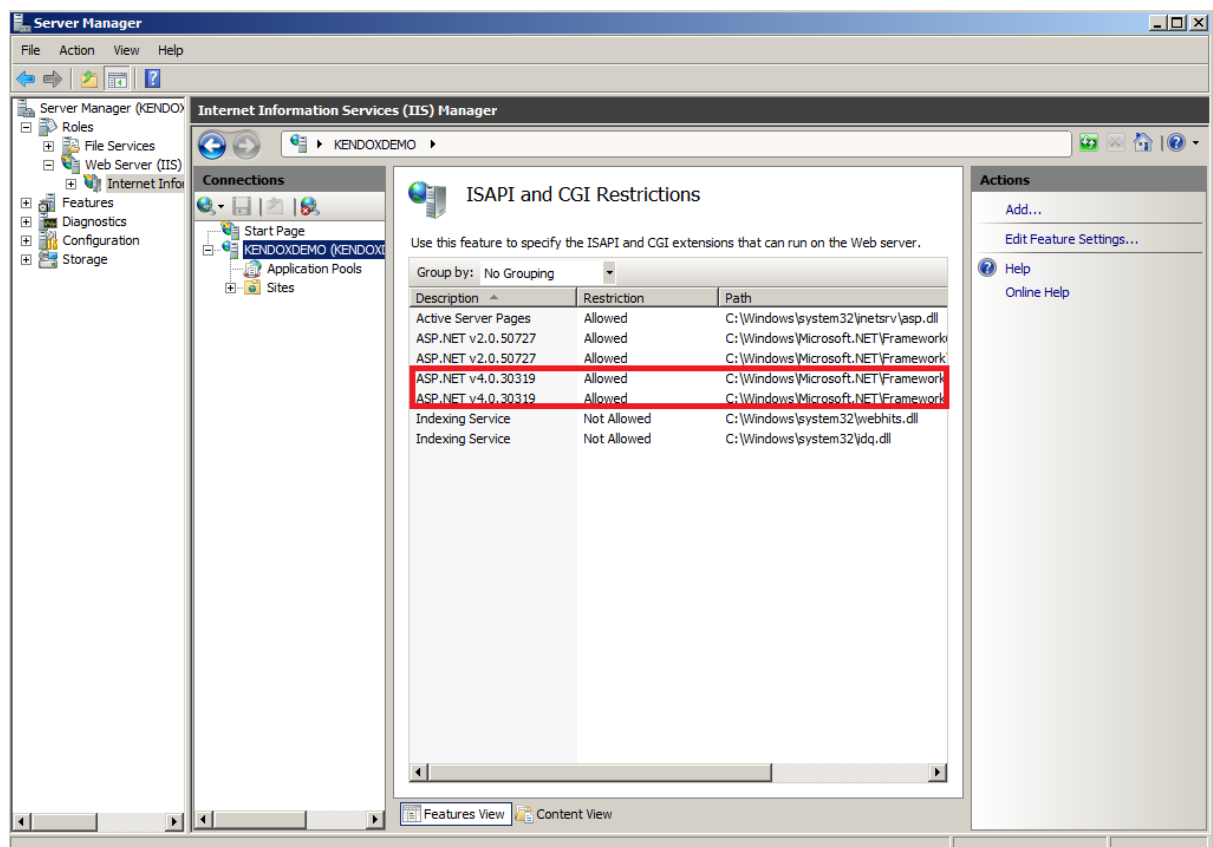 Server Manager
File Action View Help
Server Manager (KENDOX
Roles
File Services
Web Server (IIS)
Internet Infor
Features
Diagnostics
Configuration
Storage
Internet Information Services (IIS) Manager
KENDOXDEMO
Connections
Start Page
KENDOXDEMO (KENDOXD
Application Pools
Sites
ISAPI and CGI Restrictions
Use this feature to specify the ISAPI and CGI extensions that can run on the Web server.
Group by: No Grouping
Description Restriction Path
Active Server Pages Allowed C:\Windows\system32\inetsrv\asp.dll
ASP.NET v2.0.50727 Allowed C:\Windows\Microsoft.NET\Framework
ASP.NET v2.0.50727 Allowed C:\Windows\Microsoft.NET\Framework
ASP.NET v4.0.30319 Allowed C:\Windows\Microsoft.NET\Framework
ASP.NET v4.0.30319 Allowed C:\Windows\Microsoft.NET\Framework
Indexing Service Not Allowed C:\Windows\system32\webhits.dll
Indexing Service Not Allowed C:\Windows\system32\idq.dll
Features View Content View
Actions
Add...
Edit Feature Settings...
Help
Online Help